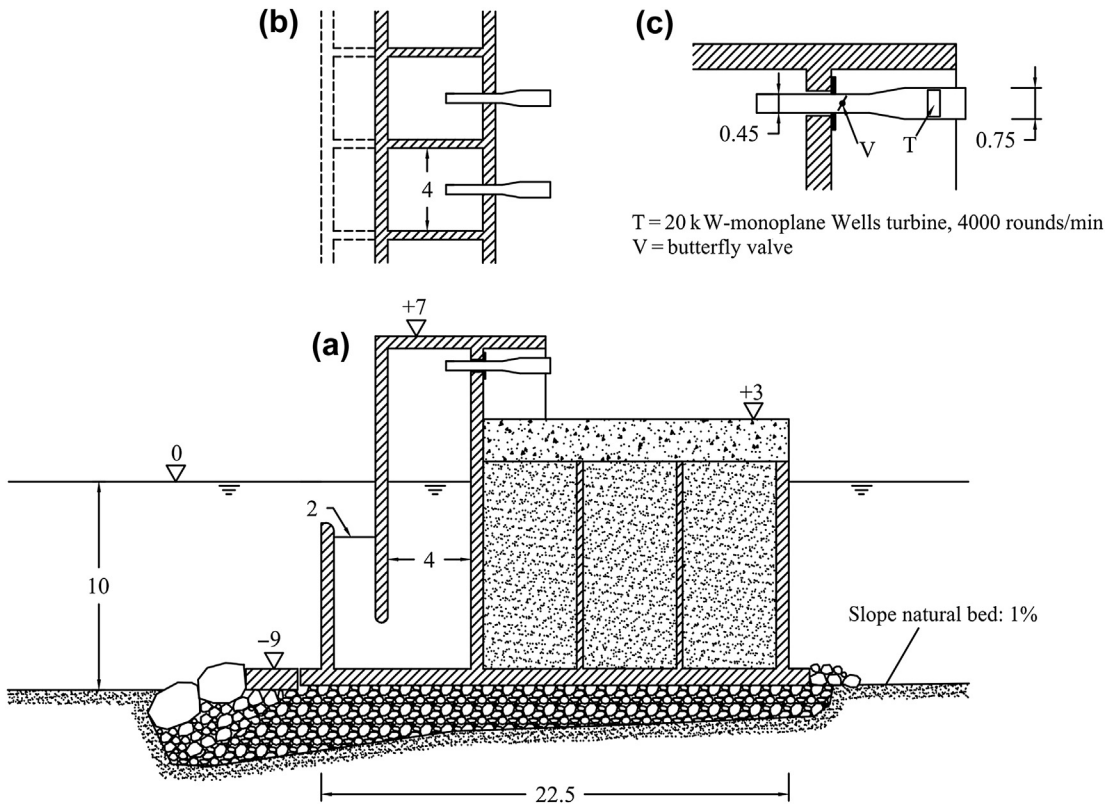 (b)
4
(c)
0.45
V
T
0.75
T = 20 kW-monoplane Wells turbine, 4000 rounds/min
V = butterfly valve
(a)
+7
+3
0
2
4
10
−9
Slope natural bed: 1%
22.5